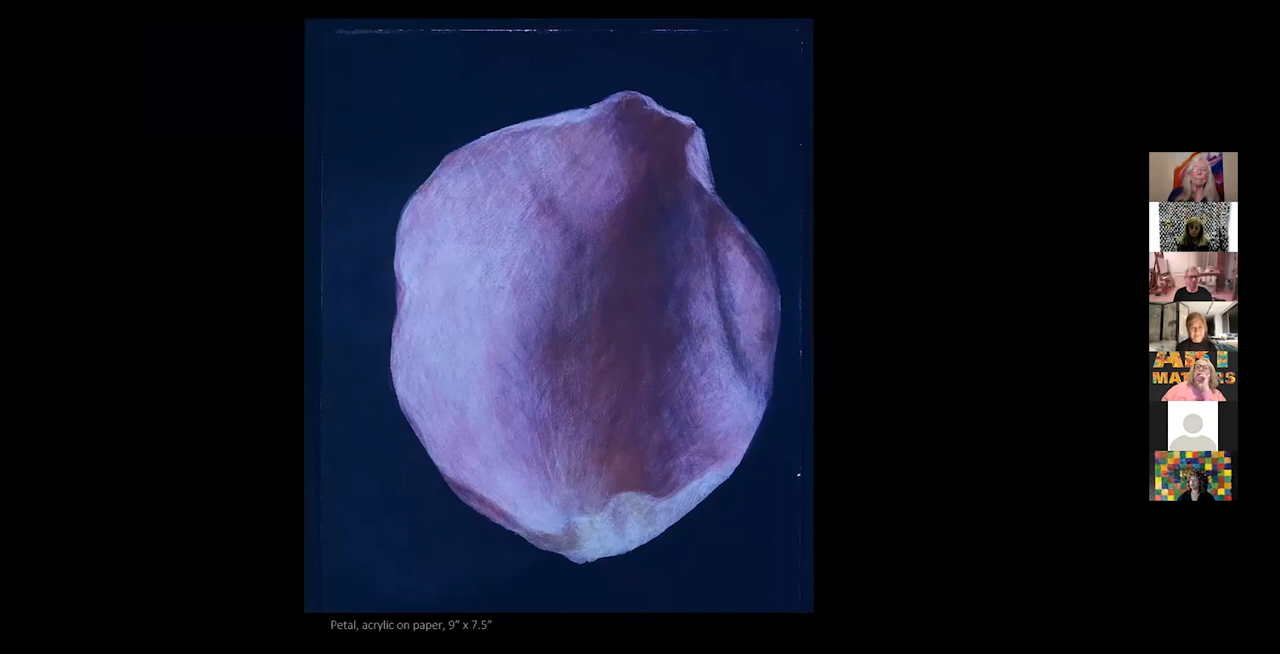 Petal, acrylic on paper, 9” x 7.5”
ART
MATTERS